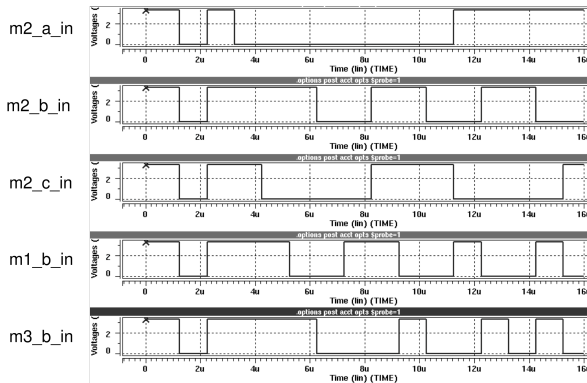 m2_a_in
Voltages (
2
0
0 2u 4u 6u 8u 10u 12u 14u 16
Time (lin) (TIME)
.options post acct opts $probe=1
m2_b_in
Voltages (
2
0
0 2u 4u 6u 8u 10u 12u 14u 16
Time (lin) (TIME)
.options post acct opts $probe=1
m2_c_in
Voltages (
2
0
0 2u 4u 6u 8u 10u 12u 14u 16
Time (lin) (TIME)
.options post acct opts $probe=1
m1_b_in
Voltages (
2
0
0 2u 4u 6u 8u 10u 12u 14u 16
Time (lin) (TIME)
.options post acct opts $probe=1
m3_b_in
Voltages (
2
0
0 2u 4u 6u 8u 10u 12u 14u 16
Time (lin) (TIME)